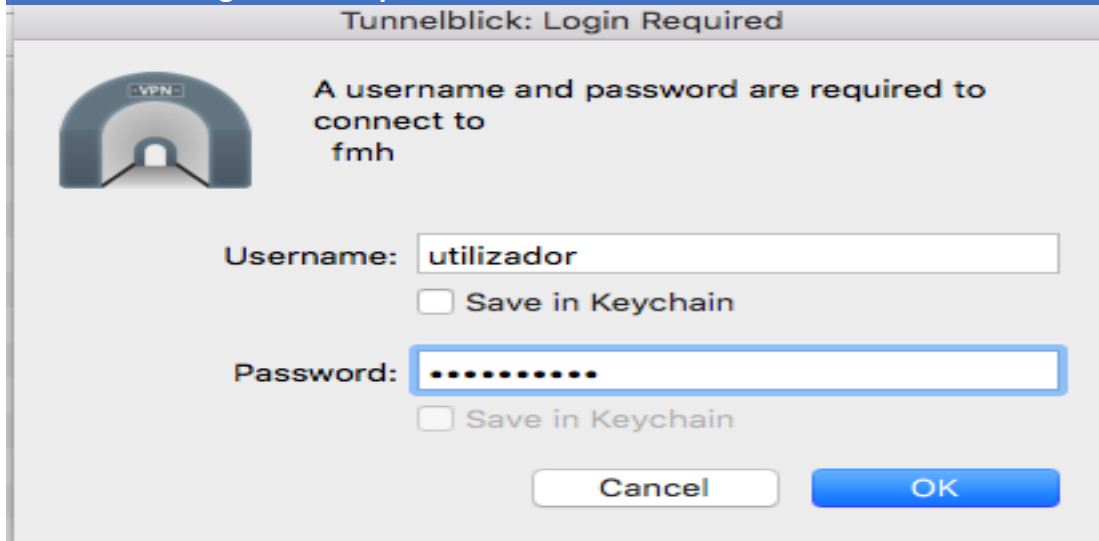 Tunnelblick: Login Required
VPN
A username and password are required to
connect to
fmh
Username: utilizador
Save in Keychain
Password: ••••••••••
Save in Keychain
Cancel OK